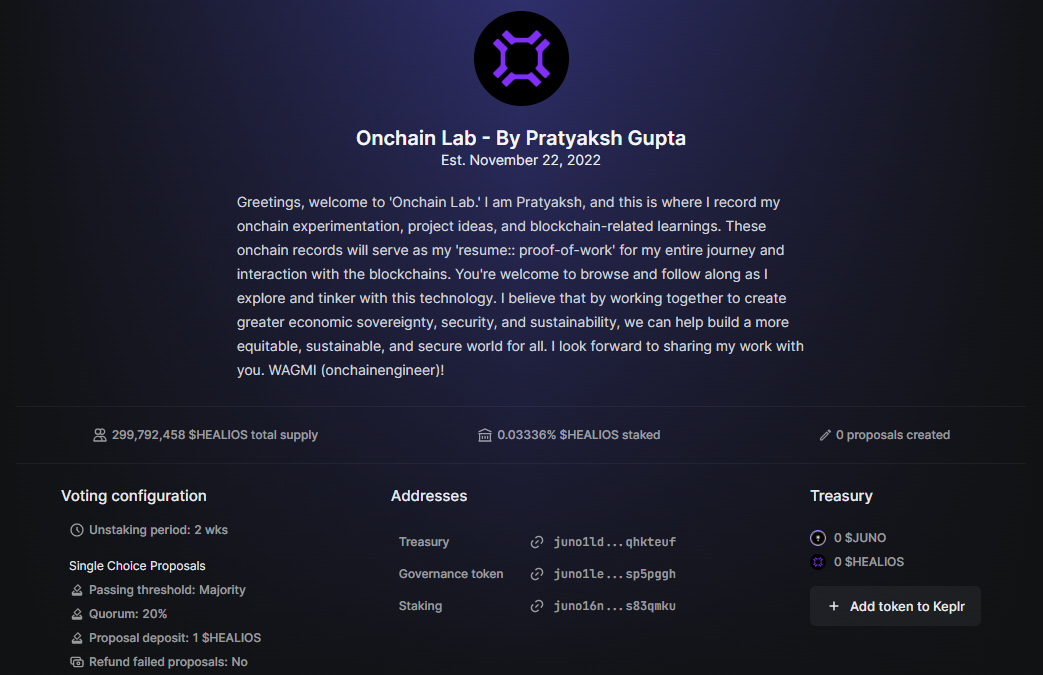 Onchain Lab - By Pratyaksh Gupta
Est. November 22, 2022
Greetings, welcome to 'Onchain Lab.' I am Pratyaksh, and this is where I record my
onchain experimentation, project ideas, and blockchain-related learnings. These
onchain records will serve as my 'resume:: proof-of-work' for my entire journey and
interaction with the blockchains. You're welcome to browse and follow along as I
explore and tinker with this technology. I believe that by working together to create
greater economic sovereignty, security, and sustainability, we can help build a more
equitable, sustainable, and secure world for all. I look forward to sharing my work with
you. WAGMI (onchainengineer)!
299,792,458 $HEALIOS total supply
0.03336% $HEALIOS staked
0 proposals created
Voting configuration
Unstaking period: 2 wks
Single Choice Proposals
Passing threshold: Majority
Quorum: 20%
Proposal deposit: 1 $HEALIOS
Refund failed proposals: No
Addresses
Treasury juno1ld...qhkteuf
Governance token juno1le...sp5pggh
Staking juno16n...s83qmku
Treasury
0 $JUNO
0 $HEALIOS
+ Add token to Keplr